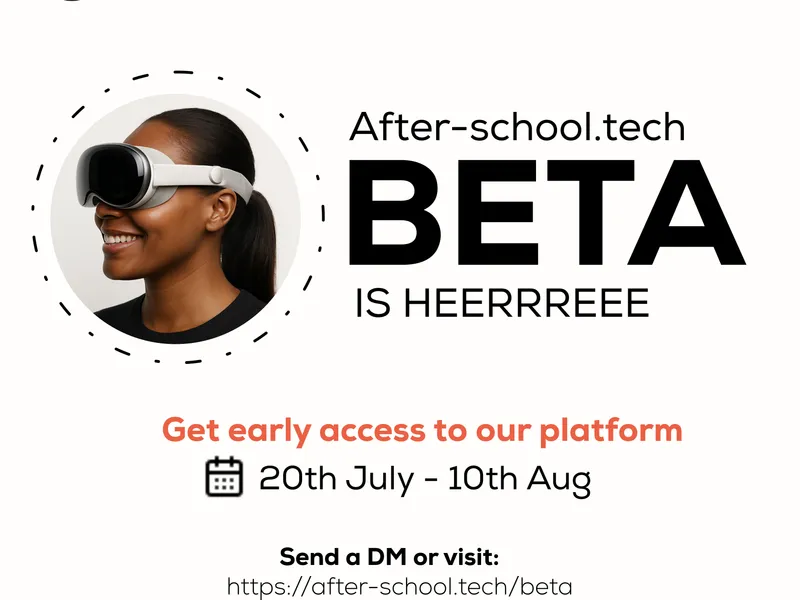 After-school.tech
BETA
IS HEERRREEE
Get early access to our platform
20th July - 10th Aug
Send a DM or visit:
https://after-school.tech/beta